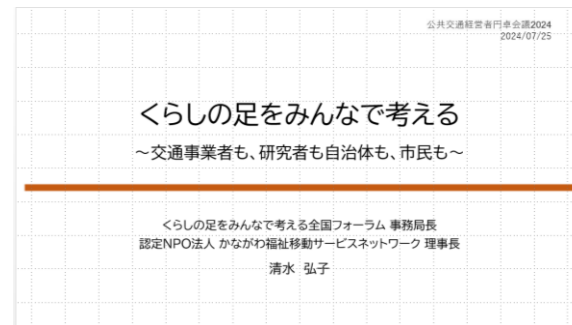 公共交通経営者円卓会議2024
2024/07/25
くらしの足をみんなで考える
～交通事業者も、研究者も自治体も、市民も～
くらしの足をみんなで考える全国フォーラム 事務局長
認定NPO法人 かながわ福祉移動サービスネットワーク 理事長
清水 弘子